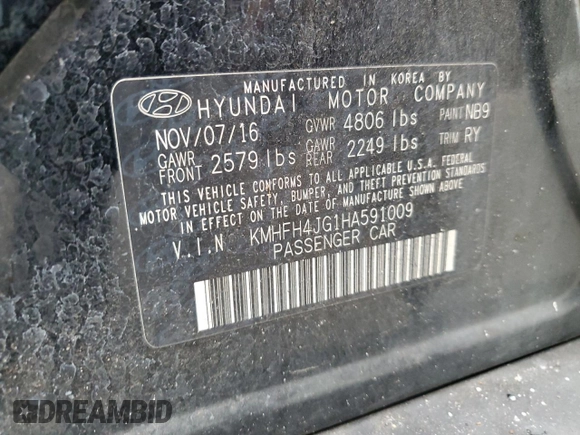 MANUFACTURED IN KOREA BY
HYUNDAI MOTOR COMPANY
NOV/07/16 GVWR 4806 lbs PAINT NB9
GAWR FRONT 2579 lbs GAWR REAR 2249 lbs TRIM RY
THIS VEHICLE CONFORMS TO ALL APPLICABLE U.S.A. FEDERAL
MOTOR VEHICLE SAFETY, BUMPER, AND THEFT PREVENTION STANDARDS
IN EFFECT ON THE DATE OF MANUFACTURE SHOWN ABOVE.
V.I.N KMHFH4JG1HA591009
PASSENGER CAR
DREAMBID